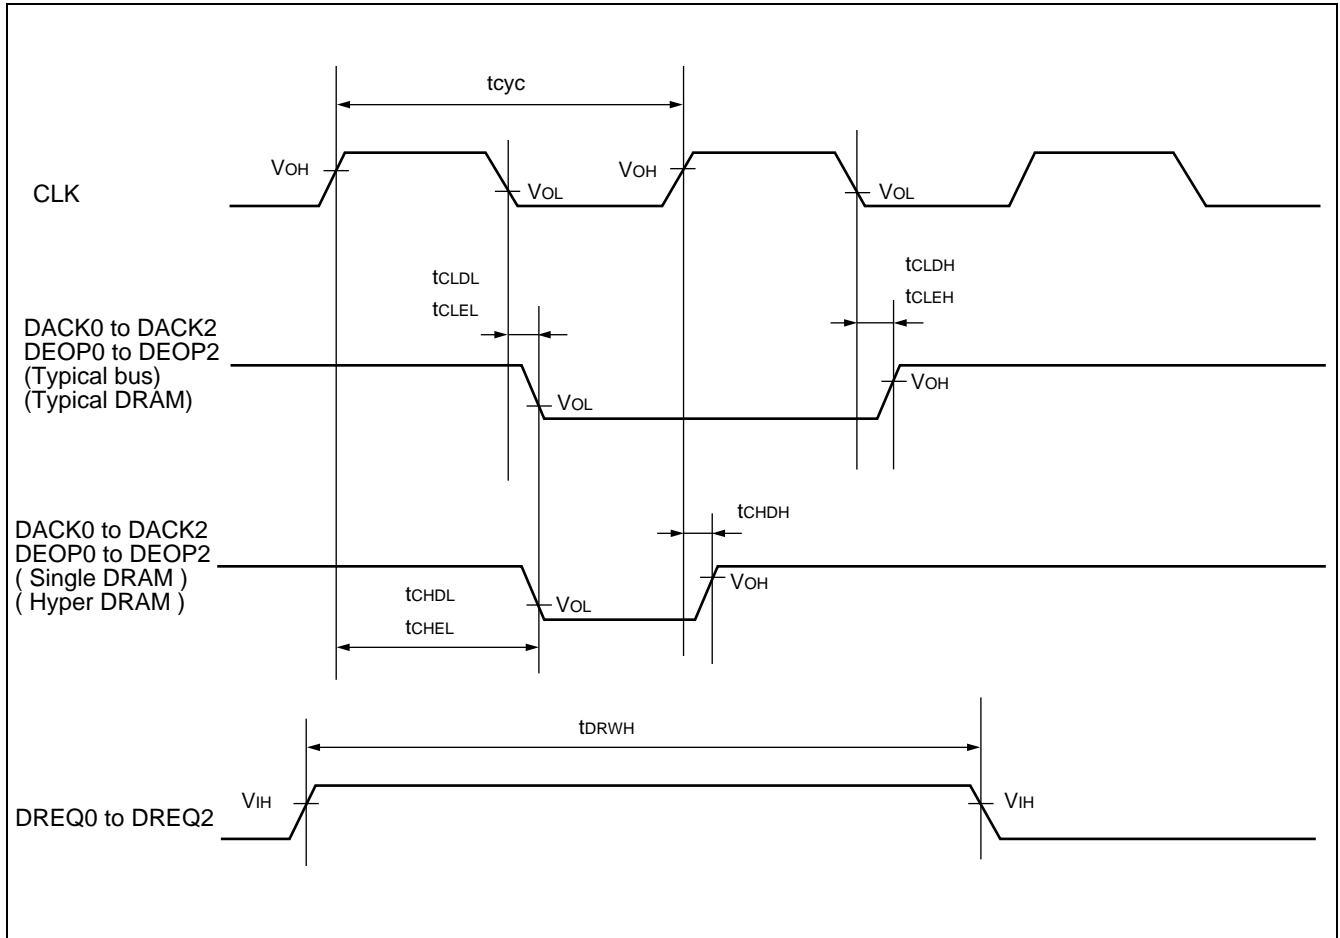 tcyc
VOH
VOL
VOH
VOL
CLK
tCLDL
tCLEL
tCLDH
tCLEH
DACK0 to DACK2
DEOP0 to DEOP2
(Typical bus)
(Typical DRAM)
VOL
VOH
DACK0 to DACK2
DEOP0 to DEOP2
( Single DRAM )
( Hyper DRAM )
tCHDH
VOH
tCHDL
tCHEL
VOL
tDRWH
VIH
VIH
DREQ0 to DREQ2